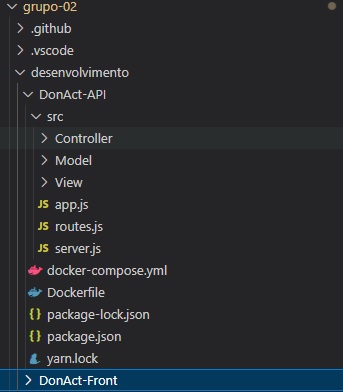 grupo-02
.github
.vscode
desenvolvimento
DonAct-API
src
Controller
Model
View
JS app.js
JS routes.js
JS server.js
docker-compose.yml
Dockerfile
{} package-lock.json
{} package.json
yarn.lock
DonAct-Front